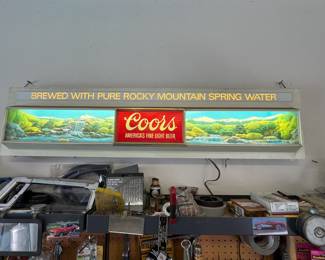 BREWED WITH PURE ROCKY MOUNTAIN SPRING WATER
Coors
AMERICA'S FINE LIGHT BEER